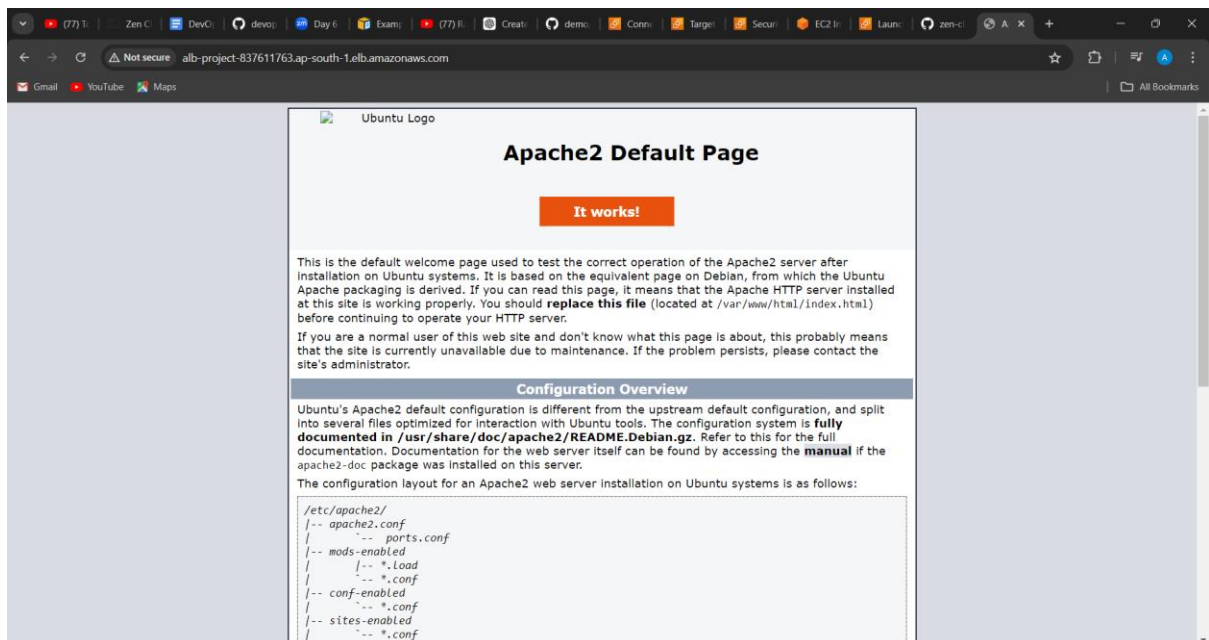 (77) To
Zen Cl
DevOp
devop
Day 6
Examp
(77) R
Create
demo
Conne
Target
Securi
EC2 In
Launc
zen-cl
A
Not secure
alb-project-837611763.ap-south-1.elb.amazonaws.com
A
Gmail
YouTube
Maps
All Bookmarks
Ubuntu Logo
Apache2 Default Page
It works!
This is the default welcome page used to test the correct operation of the Apache2 server after
installation on Ubuntu systems. It is based on the equivalent page on Debian, from which the Ubuntu
Apache packaging is derived. If you can read this page, it means that the Apache HTTP server installed
at this site is working properly. You should replace this file (located at /var/www/html/index.html)
before continuing to operate your HTTP server.
If you are a normal user of this web site and don't know what this page is about, this probably means
that the site is currently unavailable due to maintenance. If the problem persists, please contact the
site's administrator.
Configuration Overview
Ubuntu's Apache2 default configuration is different from the upstream default configuration, and split
into several files optimized for interaction with Ubuntu tools. The configuration system is fully
documented in /usr/share/doc/apache2/README.Debian.gz. Refer to this for the full
documentation. Documentation for the web server itself can be found by accessing the manual if the
apache2-doc package was installed on this server.
The configuration layout for an Apache2 web server installation on Ubuntu systems is as follows:
/etc/apache2/
|-- apache2.conf
|       `--  ports.conf
|-- mods-enabled
|       |-- *.load
|       `-- *.conf
|-- conf-enabled
|       `-- *.conf
|-- sites-enabled
|       `-- *.conf